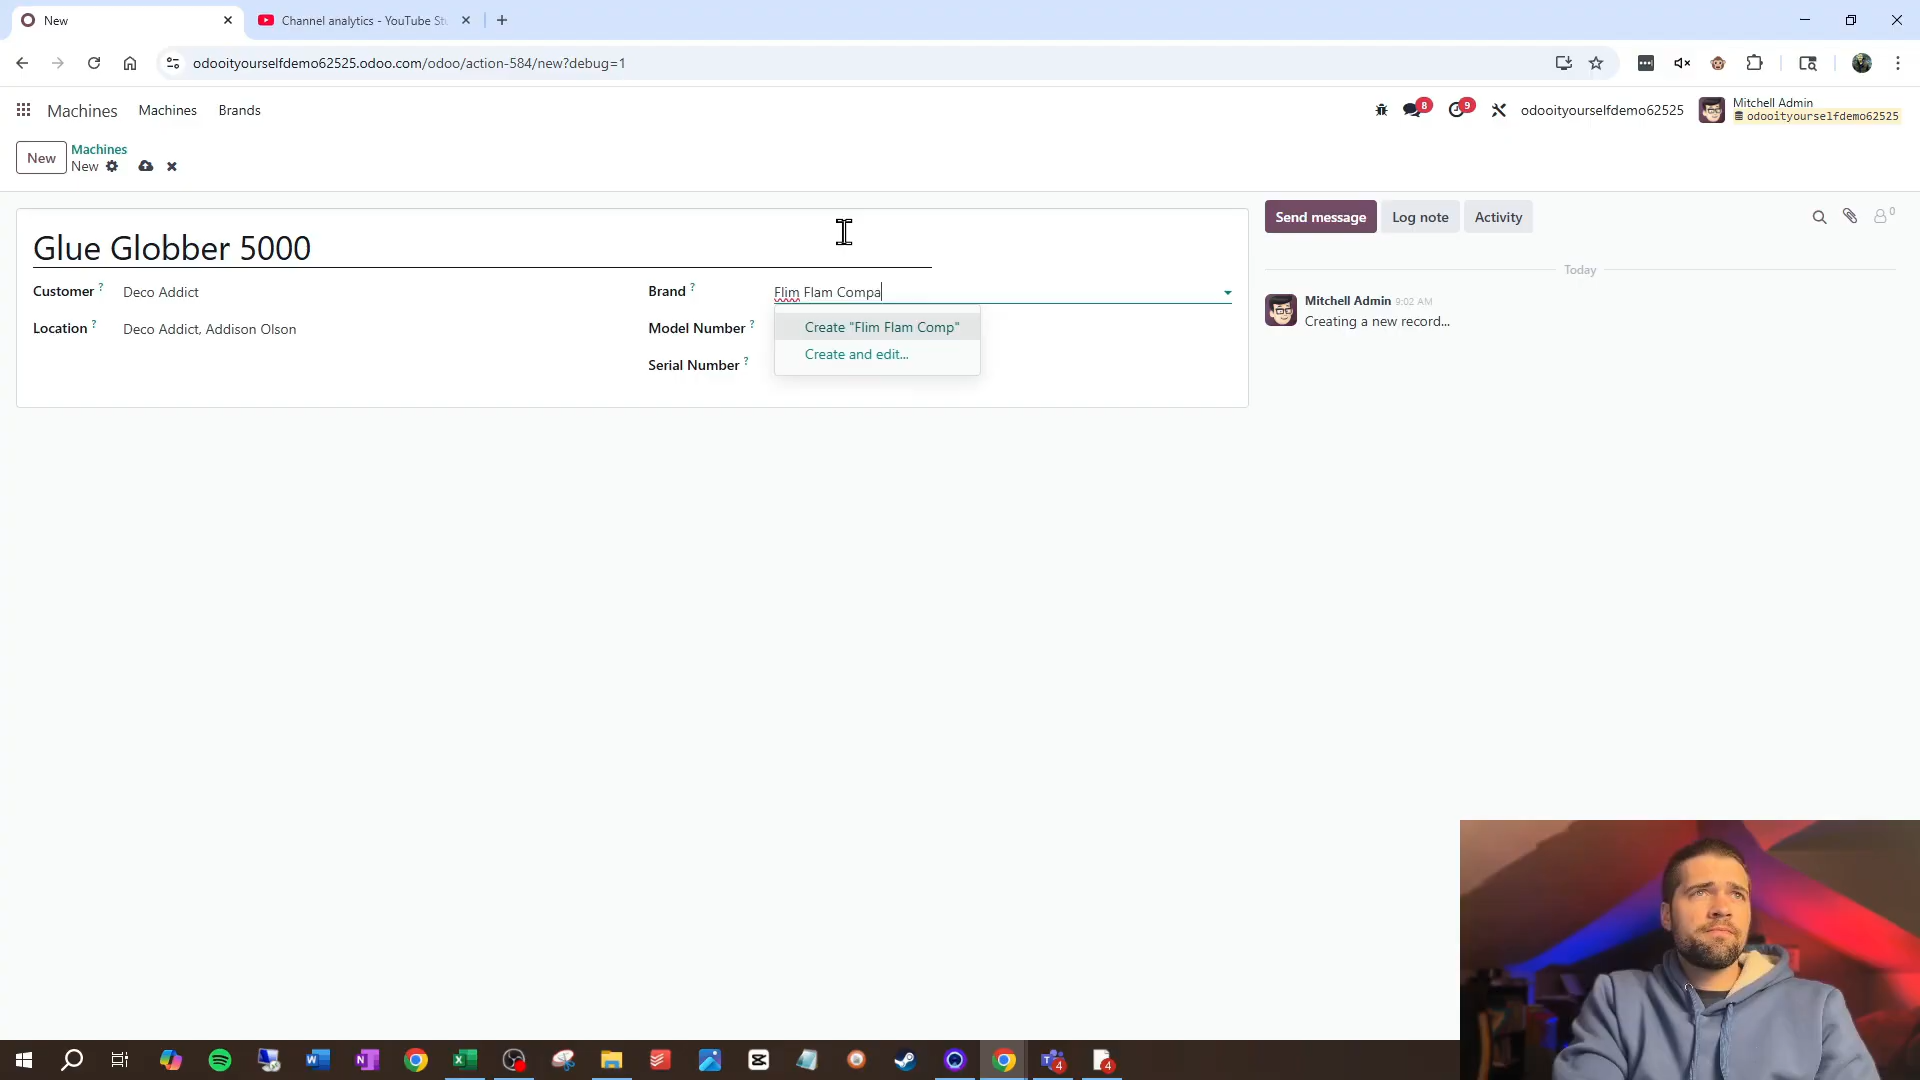 New
Channel analytics - YouTube St
odooityourselfdemo62525.odoo.com/odoo/action-584/new?debug=1
Machines
Machines
Brands
8
9
odooityourselfdemo62525
Mitchell Admin
odooityourselfdemo62525
New
Machines
New
Send message
Log note
Activity
0
Glue Globber 5000
Customer ?
Deco Addict
Brand ?
Flim Flam Compa
Today
Mitchell Admin 9:02 AM
Creating a new record...
Location ?
Deco Addict, Addison Olson
Model Number ?
Create "Flim Flam Comp"
Create and edit...
Serial Number ?
4
4